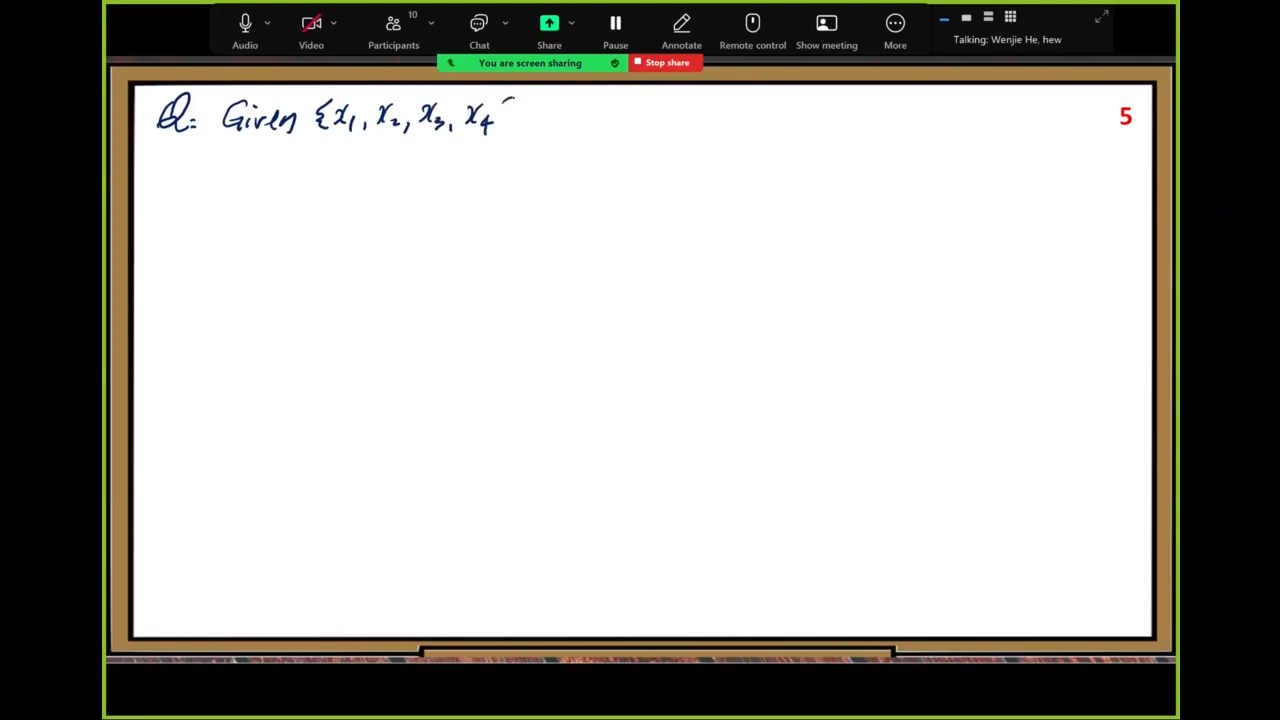 10
Audio Video Participants Chat Share Pause Annotate Remote control Show meeting More
Talking: Wenjie He, hew
You are screen sharing Stop share
Q: Given {x₁, x₂, x₃, x₄
5